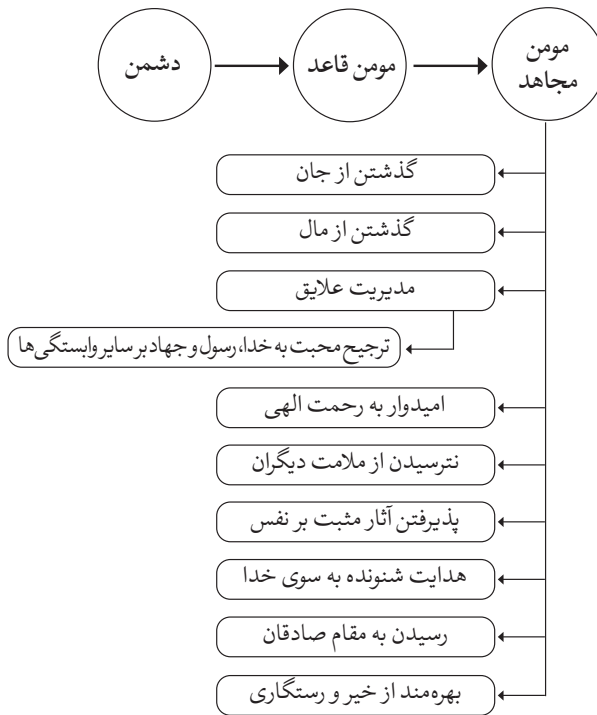 مومن
مجاهد
مومن قاعد
دشمن
گذشتن از جان
گذشتن از مال
مدیریت علایق
ترجیح محبت به خدا، رسول و جهاد بر سایر وابستگی‌ها
امیدوار به رحمت الهی
نترسیدن از ملامت دیگران
پذیرفتن آثار مثبت بر نفس
هدایت شنونده به سوی خدا
رسیدن به مقام صادقان
بهره‌مند از خیر و رستگاری